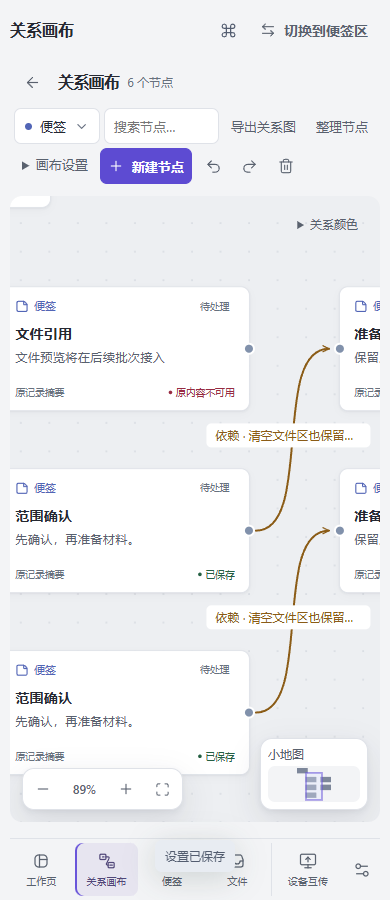 关系画布
切换到便签区
关系画布 6 个节点
便签
搜索节点...
导出关系图
整理节点
画布设置
新建节点
关系颜色
便签 待处理
文件引用
文件预览将在后续批次接入
原记录摘要 • 原内容不可用
准备
保留
原记录
依赖 · 清空文件区也保留...
便签 待处理
范围确认
先确认，再准备材料。
原记录摘要 • 已保存
准备
保留
原记录
依赖 · 清空文件区也保留...
便签 待处理
范围确认
先确认，再准备材料。
原记录摘要 • 已保存
小地图
89%
设置已保存
工作页
关系画布
便签
文件
设备互传